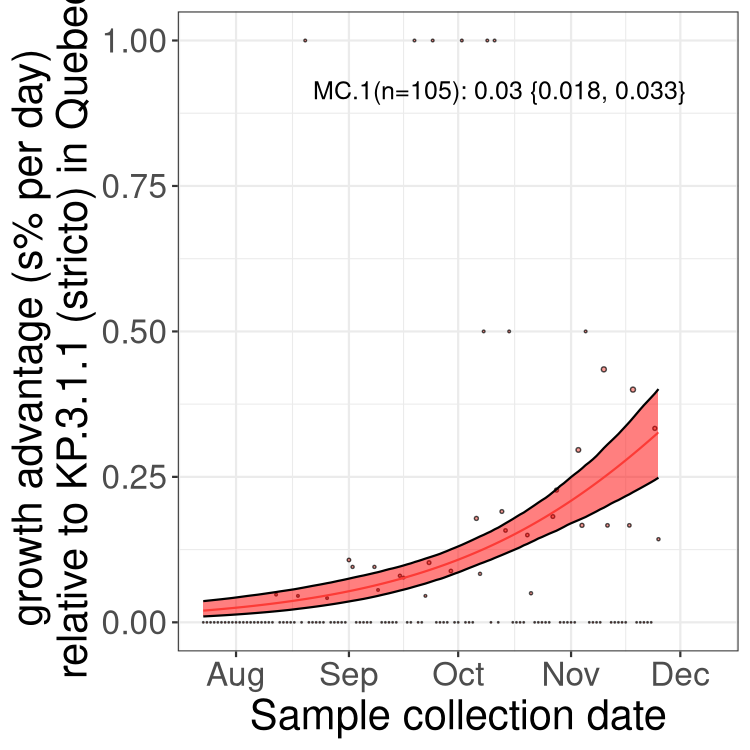 growth advantage (s% per day)
relative to KP.3.1.1 (stricto) in Quebec
1.00
0.75
0.50
0.25
0.00
MC.1(n=105): 0.03 {0.018, 0.033}
Aug Sep Oct Nov Dec
Sample collection date